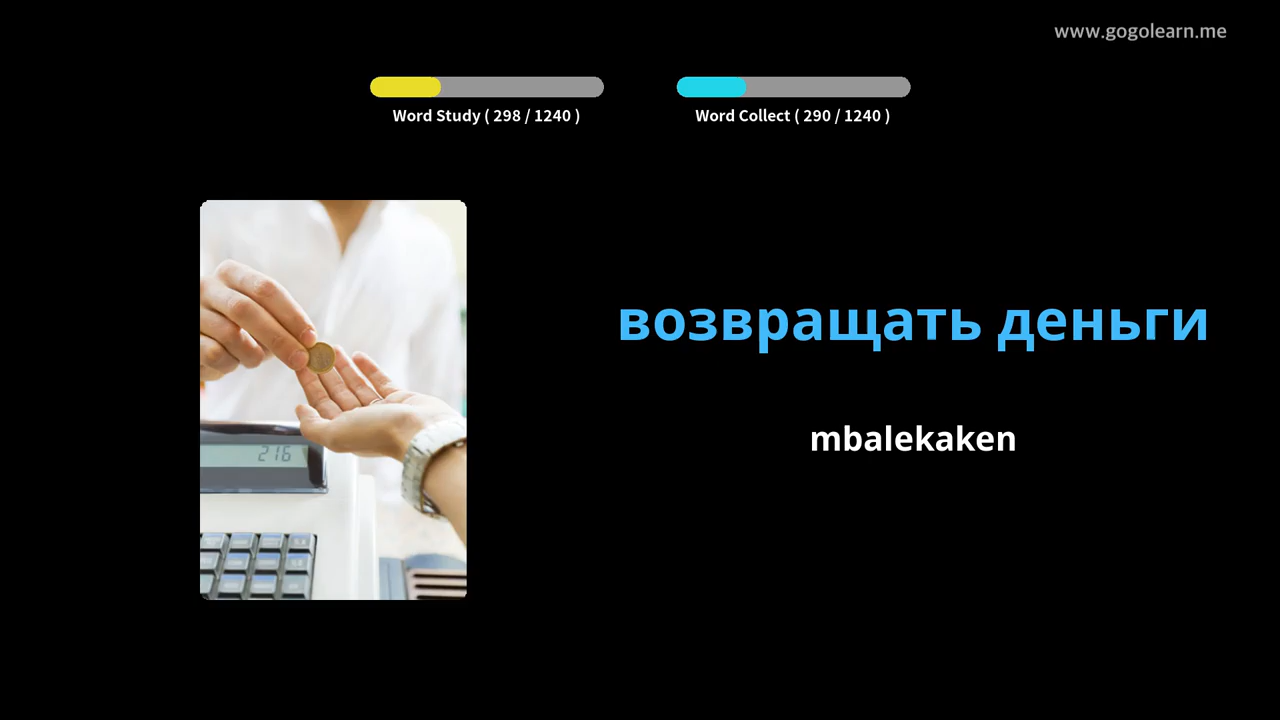 www.gogolearn.me
Word Study ( 298 / 1240 )
Word Collect ( 290 / 1240 )
возвращать деньги
mbalekaken
216